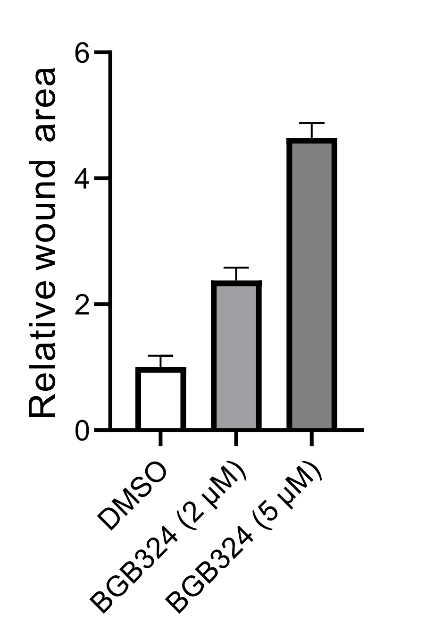 Relative wound area
6
4
2
0
DMSO
BGB324 (2 µM)
BGB324 (5 µM)